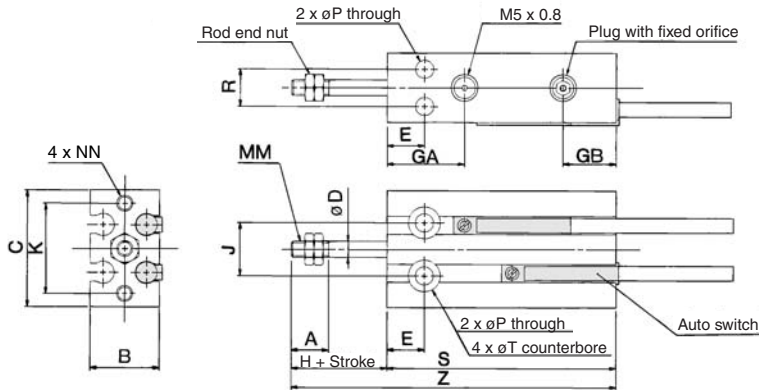 2 x øP through
M5 x 0.8
Rod end nut
Plug with fixed orifice
R
E
GA
GB
4 x NN
MM
øD
C
K
J
B
A
E
S
H + Stroke
Z
2 x øP through
4 x øT counterbore
Auto switch